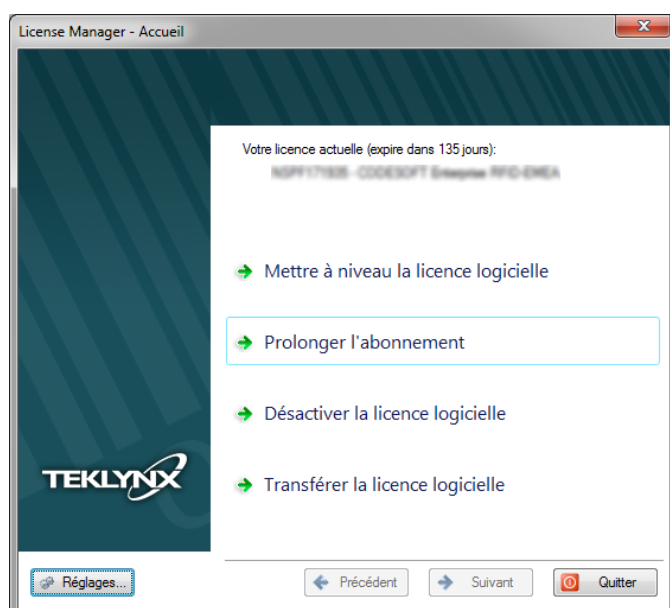 License Manager - Accueil
Votre licence actuelle (expire dans 135 jours):
Mettre à niveau la licence logicielle
Prolonger l'abonnement
Désactiver la licence logicielle
TEKLYNX
Transférer la licence logicielle
Réglages...
Précédent
Suivant
Quitter